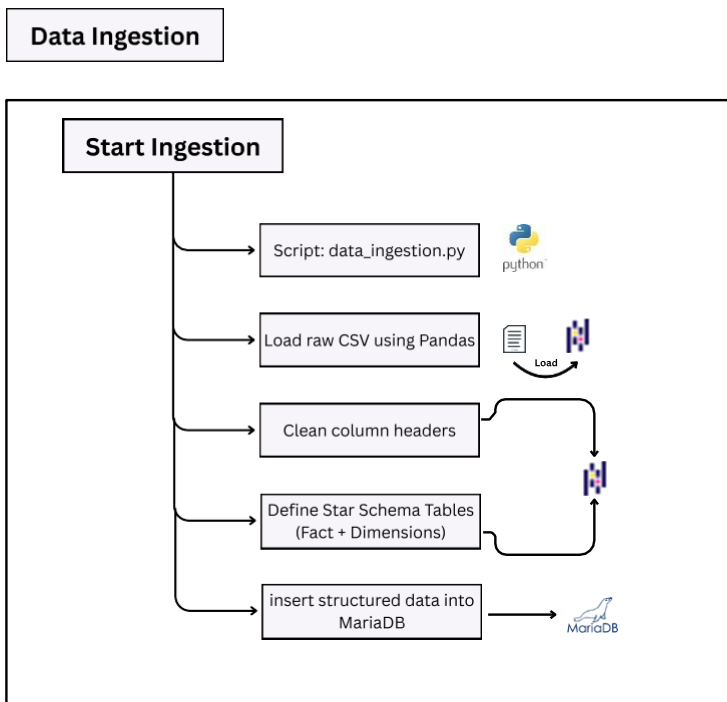 Data Ingestion
Start Ingestion
Script: data_ingestion.py
python
Load raw CSV using Pandas
Load
Clean column headers
Define Star Schema Tables
(Fact + Dimensions)
insert structured data into
MariaDB
MariaDB